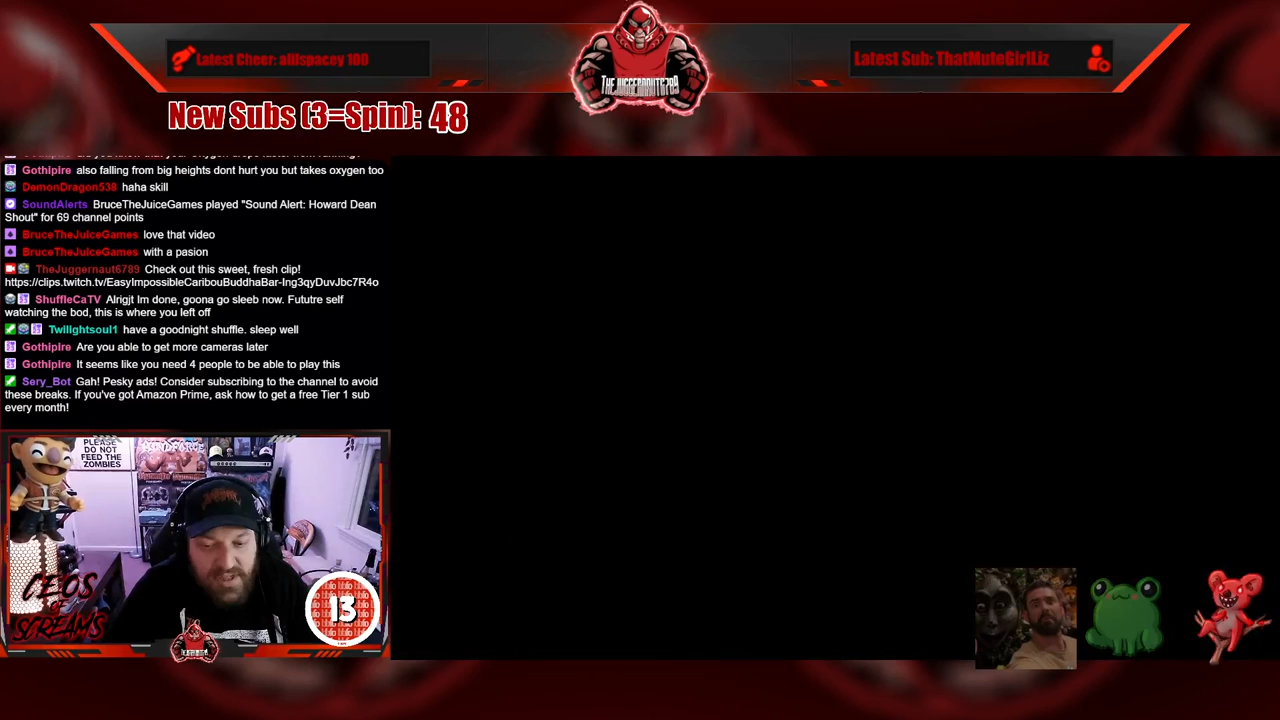 Latest Cheer: alllspacey 100
THEJUGGERNAUT6789
Latest Sub: ThatMuteGirlLiz
New Subs (3=Spin): 48
Gothipire also falling from big heights dont hurt you but takes oxygen too
DemonDragon538 haha skill
SoundAlerts BruceTheJuiceGames played "Sound Alert: Howard Dean
Shout" for 69 channel points
BruceTheJuiceGames love that video
BruceTheJuiceGames with a pasion
TheJuggernaut6789 Check out this sweet, fresh clip!
https://clips.twitch.tv/EasyImpossibleCaribouBuddhaBar-Ing3qyDuvJbc7R4o
ShuffleCaTV Alrigjt Im done, goona go sleeb now. Fututre self
watching the bod, this is where you left off
Twilightsoul1 have a goodnight shuffle. sleep well
Gothipire Are you able to get more cameras later
Gothipire It seems like you need 4 people to be able to play this
Sery_Bot Gah! Pesky ads! Consider subscribing to the channel to avoid
these breaks. If you've got Amazon Prime, ask how to get a free Tier 1 sub
every month!
PLEASE
DO NOT
FEED THE
ZOMBIES
CEOS
OF
SCREAMS
13